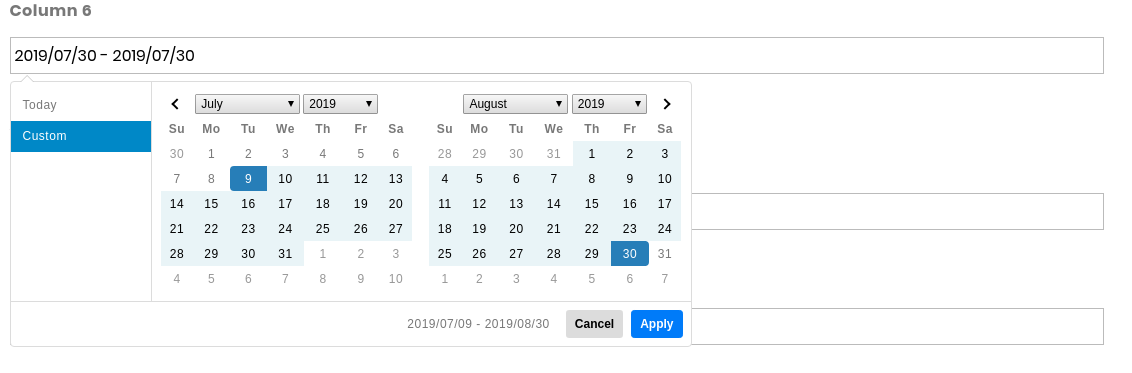 Column 6
2019/07/30 - 2019/07/30
Today
Custom
July 2019 August 2019
Su Mo Tu We Th Fr Sa Su Mo Tu We Th Fr Sa
30 1 2 3 4 5 6 28 29 30 31 1 2 3
7 8 9 10 11 12 13 4 5 6 7 8 9 10
14 15 16 17 18 19 20 11 12 13 14 15 16 17
21 22 23 24 25 26 27 18 19 20 21 22 23 24
28 29 30 31 1 2 3 25 26 27 28 29 30 31
4 5 6 7 8 9 10 1 2 3 4 5 6 7
2019/07/09 - 2019/08/30 Cancel Apply